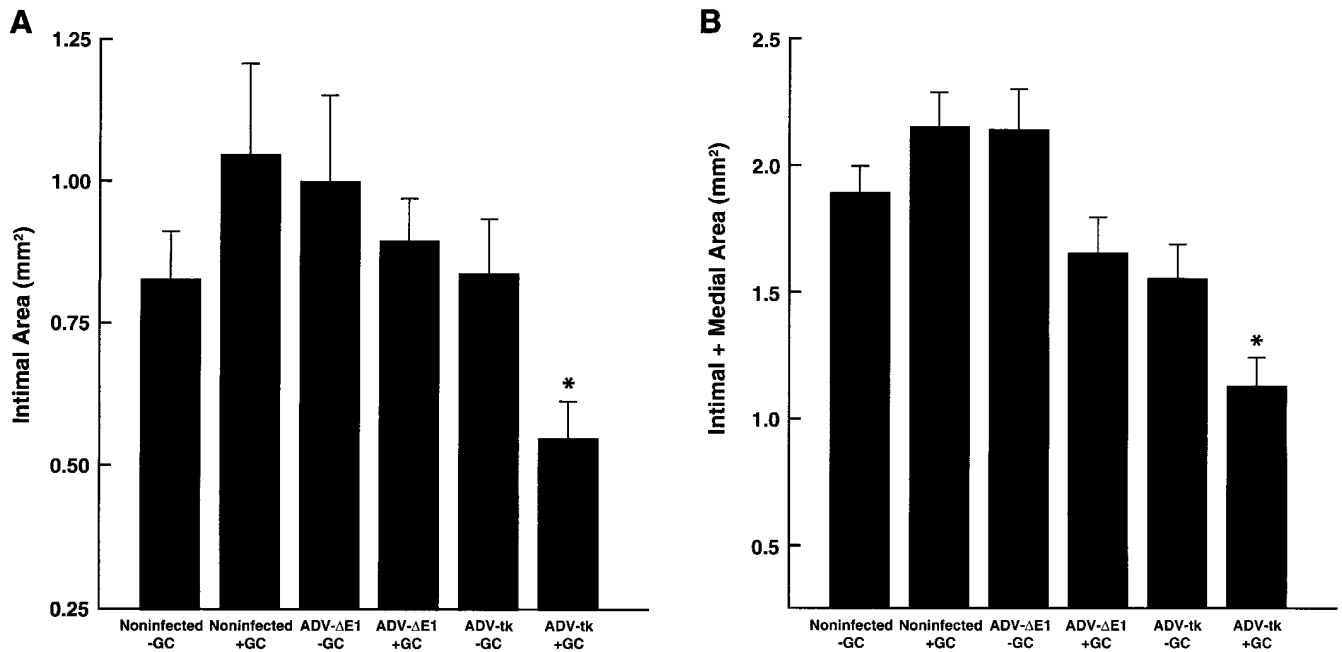 A
Intimal Area (mm²)
1.25
1.00
0.75
0.50
0.25
*
Noninfected Noninfected ADV-ΔE1 ADV-ΔE1 ADV-tk ADV-tk
-GC +GC -GC +GC -GC +GC
B
Intimal + Medial Area (mm²)
2.5
2.0
1.5
1.0
0.5
*
Noninfected Noninfected ADV-ΔE1 ADV-ΔE1 ADV-tk ADV-tk
-GC +GC -GC +GC -GC +GC